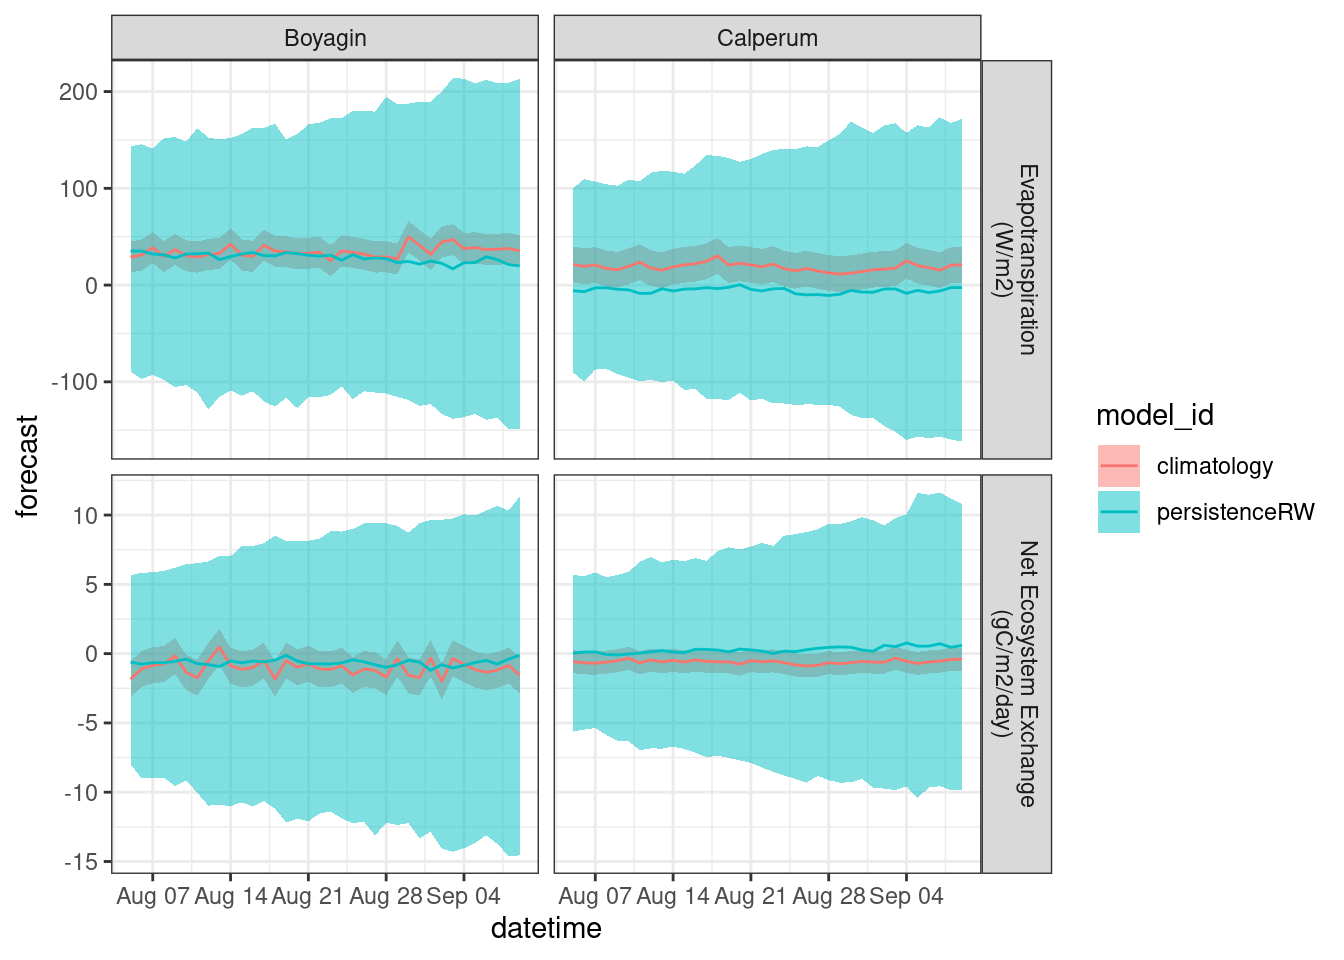 Boyagin
Calperum
200
100
0
-100
Evapotranspiration
(W/m2)
10
5
0
-5
-10
-15
Net Ecosystem Exchange
(gC/m2/day)
Aug 07 Aug 14 Aug 21 Aug 28 Sep 04
Aug 07 Aug 14 Aug 21 Aug 28 Sep 04
datetime
forecast
model_id
climatology
persistenceRW